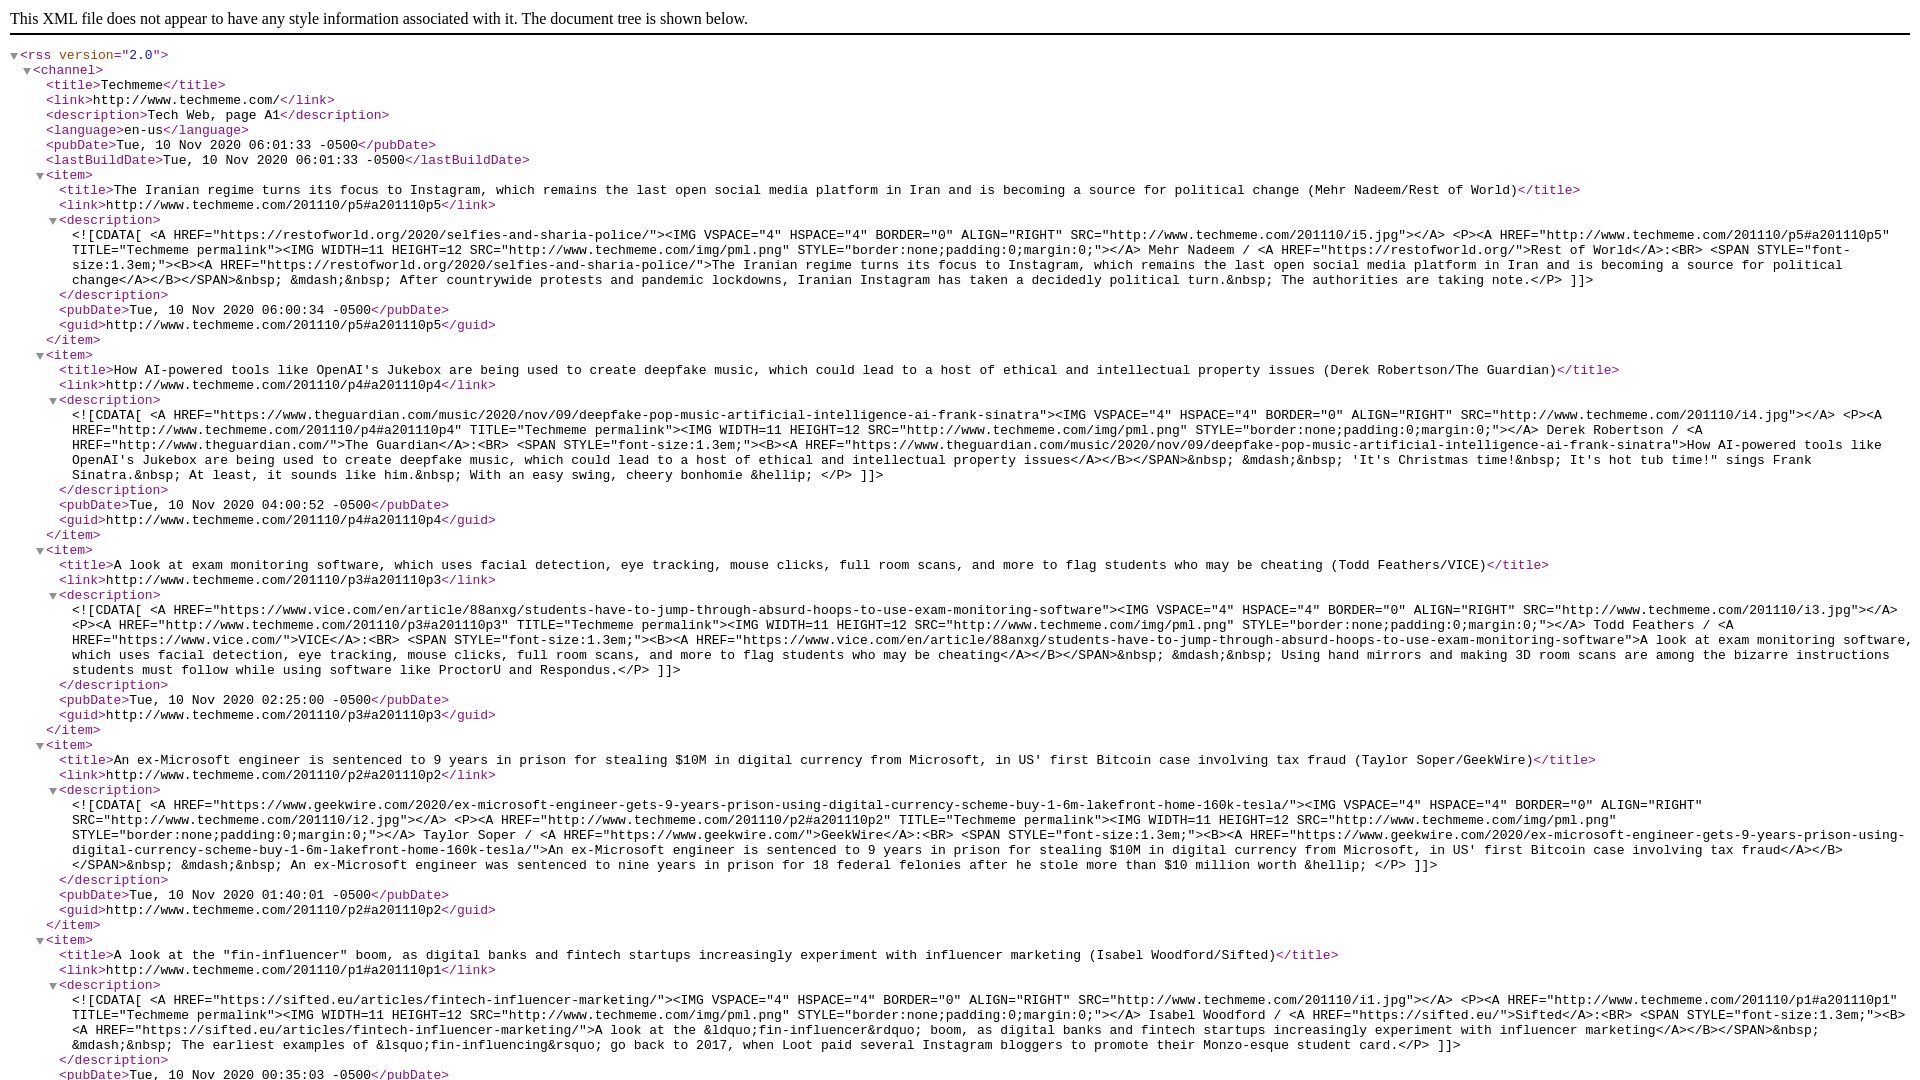 This XML file does not appear to have any style information associated with it. The document tree is shown below.
<rss version="2.0">
<channel>
<title>Techmeme</title>
<link>http://www.techmeme.com/</link>
<description>Tech Web, page A1</description>
<language>en-us</language>
<pubDate>Tue, 10 Nov 2020 06:01:33 -0500</pubDate>
<lastBuildDate>Tue, 10 Nov 2020 06:01:33 -0500</lastBuildDate>
<item>
<title>The Iranian regime turns its focus to Instagram, which remains the last open social media platform in Iran and is becoming a source for political change (Mehr Nadeem/Rest of World)</title>
<link>http://www.techmeme.com/201110/p5#a201110p5</link>
<description>
<![CDATA[ <A HREF="https://restofworld.org/2020/selfies-and-sharia-police/"><IMG VSPACE="4" HSPACE="4" BORDER="0" ALIGN="RIGHT" SRC="http://www.techmeme.com/201110/i5.jpg"></A> <P><A HREF="http://www.techmeme.com/201110/p5#a201110p5"
TITLE="Techmeme permalink"><IMG WIDTH=11 HEIGHT=12 SRC="http://www.techmeme.com/img/pml.png" STYLE="border:none;padding:0;margin:0;"></A> Mehr Nadeem / <A HREF="https://restofworld.org/">Rest of World</A>:<BR> <SPAN STYLE="font-
size:1.3em;"><B><A HREF="https://restofworld.org/2020/selfies-and-sharia-police/">The Iranian regime turns its focus to Instagram, which remains the last open social media platform in Iran and is becoming a source for political
change</A></B></SPAN>&nbsp; &mdash;&nbsp; After countrywide protests and pandemic lockdowns, Iranian Instagram has taken a decidedly political turn.&nbsp; The authorities are taking note.</P> ]]>
</description>
<pubDate>Tue, 10 Nov 2020 06:00:34 -0500</pubDate>
<guid>http://www.techmeme.com/201110/p5#a201110p5</guid>
</item>
<item>
<title>How AI-powered tools like OpenAI's Jukebox are being used to create deepfake music, which could lead to a host of ethical and intellectual property issues (Derek Robertson/The Guardian)</title>
<link>http://www.techmeme.com/201110/p4#a201110p4</link>
<description>
<![CDATA[ <A HREF="https://www.theguardian.com/music/2020/nov/09/deepfake-pop-music-artificial-intelligence-ai-frank-sinatra"><IMG VSPACE="4" HSPACE="4" BORDER="0" ALIGN="RIGHT" SRC="http://www.techmeme.com/201110/i4.jpg"></A> <P><A
HREF="http://www.techmeme.com/201110/p4#a201110p4" TITLE="Techmeme permalink"><IMG WIDTH=11 HEIGHT=12 SRC="http://www.techmeme.com/img/pml.png" STYLE="border:none;padding:0;margin:0;"></A> Derek Robertson / <A
HREF="http://www.theguardian.com/">The Guardian</A>:<BR> <SPAN STYLE="font-size:1.3em;"><B><A HREF="https://www.theguardian.com/music/2020/nov/09/deepfake-pop-music-artificial-intelligence-ai-frank-sinatra">How AI-powered tools like
OpenAI's Jukebox are being used to create deepfake music, which could lead to a host of ethical and intellectual property issues</A></B></SPAN>&nbsp; &mdash;&nbsp; 'It's Christmas time!&nbsp; It's hot tub time!" sings Frank
Sinatra.&nbsp; At least, it sounds like him.&nbsp; With an easy swing, cheery bonhomie &hellip; </P> ]]>
</description>
<pubDate>Tue, 10 Nov 2020 04:00:52 -0500</pubDate>
<guid>http://www.techmeme.com/201110/p4#a201110p4</guid>
</item>
<item>
<title>A look at exam monitoring software, which uses facial detection, eye tracking, mouse clicks, full room scans, and more to flag students who may be cheating (Todd Feathers/VICE)</title>
<link>http://www.techmeme.com/201110/p3#a201110p3</link>
<description>
<![CDATA[ <A HREF="https://www.vice.com/en/article/88anxg/students-have-to-jump-through-absurd-hoops-to-use-exam-monitoring-software"><IMG VSPACE="4" HSPACE="4" BORDER="0" ALIGN="RIGHT" SRC="http://www.techmeme.com/201110/i3.jpg"></A>
<P><A HREF="http://www.techmeme.com/201110/p3#a201110p3" TITLE="Techmeme permalink"><IMG WIDTH=11 HEIGHT=12 SRC="http://www.techmeme.com/img/pml.png" STYLE="border:none;padding:0;margin:0;"></A> Todd Feathers / <A
HREF="https://www.vice.com/">VICE</A>:<BR> <SPAN STYLE="font-size:1.3em;"><B><A HREF="https://www.vice.com/en/article/88anxg/students-have-to-jump-through-absurd-hoops-to-use-exam-monitoring-software">A look at exam monitoring software,
which uses facial detection, eye tracking, mouse clicks, full room scans, and more to flag students who may be cheating</A></B></SPAN>&nbsp; &mdash;&nbsp; Using hand mirrors and making 3D room scans are among the bizarre instructions
students must follow while using software like ProctorU and Respondus.</P> ]]>
</description>
<pubDate>Tue, 10 Nov 2020 02:25:00 -0500</pubDate>
<guid>http://www.techmeme.com/201110/p3#a201110p3</guid>
</item>
<item>
<title>An ex-Microsoft engineer is sentenced to 9 years in prison for stealing $10M in digital currency from Microsoft, in US' first Bitcoin case involving tax fraud (Taylor Soper/GeekWire)</title>
<link>http://www.techmeme.com/201110/p2#a201110p2</link>
<description>
<![CDATA[ <A HREF="https://www.geekwire.com/2020/ex-microsoft-engineer-gets-9-years-prison-using-digital-currency-scheme-buy-1-6m-lakefront-home-160k-tesla/"><IMG VSPACE="4" HSPACE="4" BORDER="0" ALIGN="RIGHT"
SRC="http://www.techmeme.com/201110/i2.jpg"></A> <P><A HREF="http://www.techmeme.com/201110/p2#a201110p2" TITLE="Techmeme permalink"><IMG WIDTH=11 HEIGHT=12 SRC="http://www.techmeme.com/img/pml.png"
STYLE="border:none;padding:0;margin:0;"></A> Taylor Soper / <A HREF="https://www.geekwire.com/">GeekWire</A>:<BR> <SPAN STYLE="font-size:1.3em;"><B><A HREF="https://www.geekwire.com/2020/ex-microsoft-engineer-gets-9-years-prison-using-
digital-currency-scheme-buy-1-6m-lakefront-home-160k-tesla/">An ex-Microsoft engineer is sentenced to 9 years in prison for stealing $10M in digital currency from Microsoft, in US' first Bitcoin case involving tax fraud</A></B>
</SPAN>&nbsp; &mdash;&nbsp; An ex-Microsoft engineer was sentenced to nine years in prison for 18 federal felonies after he stole more than $10 million worth &hellip; </P> ]]>
</description>
<pubDate>Tue, 10 Nov 2020 01:40:01 -0500</pubDate>
<guid>http://www.techmeme.com/201110/p2#a201110p2</guid>
</item>
<item>
<title>A look at the "fin-influencer" boom, as digital banks and fintech startups increasingly experiment with influencer marketing (Isabel Woodford/Sifted)</title>
<link>http://www.techmeme.com/201110/p1#a201110p1</link>
<description>
<![CDATA[ <A HREF="https://sifted.eu/articles/fintech-influencer-marketing/"><IMG VSPACE="4" HSPACE="4" BORDER="0" ALIGN="RIGHT" SRC="http://www.techmeme.com/201110/i1.jpg"></A> <P><A HREF="http://www.techmeme.com/201110/p1#a201110p1"
TITLE="Techmeme permalink"><IMG WIDTH=11 HEIGHT=12 SRC="http://www.techmeme.com/img/pml.png" STYLE="border:none;padding:0;margin:0;"></A> Isabel Woodford / <A HREF="https://sifted.eu/">Sifted</A>:<BR> <SPAN STYLE="font-size:1.3em;"><B>
<A HREF="https://sifted.eu/articles/fintech-influencer-marketing/">A look at the &ldquo;fin-influencer&rdquo; boom, as digital banks and fintech startups increasingly experiment with influencer marketing</A></B></SPAN>&nbsp;
&mdash;&nbsp; The earliest examples of &lsquo;fin-influencing&rsquo; go back to 2017, when Loot paid several Instagram bloggers to promote their Monzo-esque student card.</P> ]]>
</description>
<pubDate>Tue, 10 Nov 2020 00:35:03 -0500</pubDate>